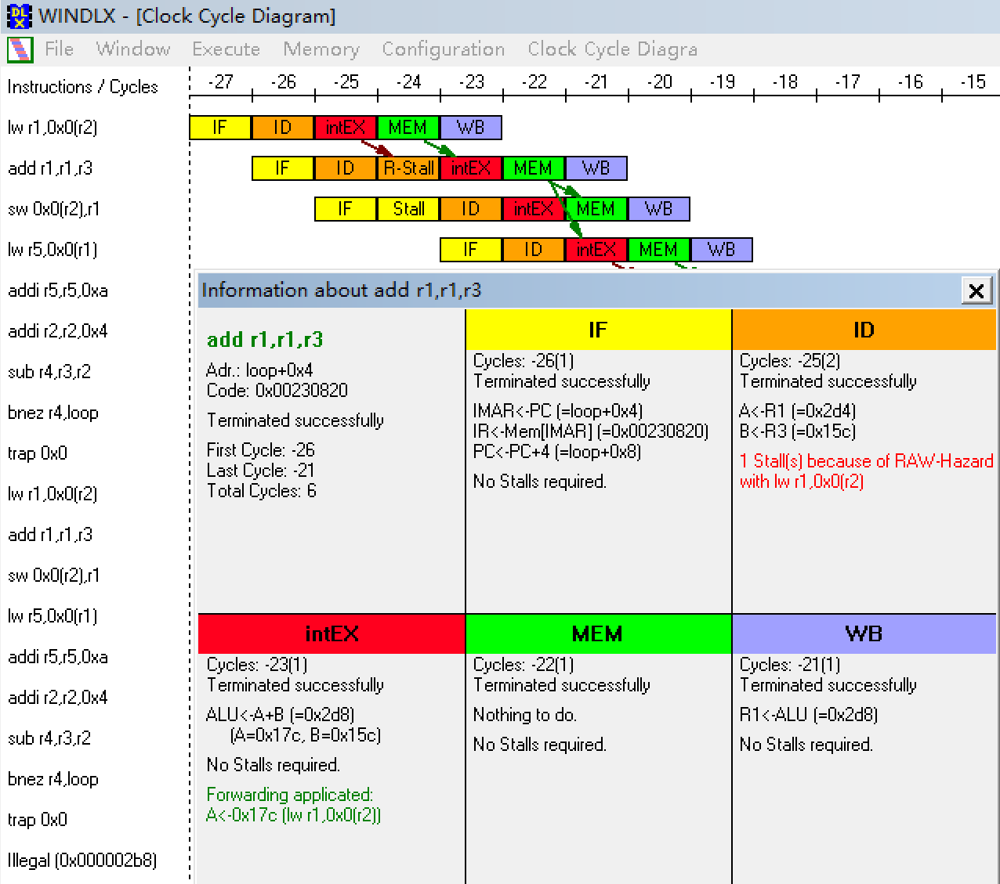 WINDLX - [Clock Cycle Diagram]
File Window Execute Memory Configuration Clock Cycle Diagra
Instructions / Cycles -27 -26 -25 -24 -23 -22 -21 -20 -19 -18 -17 -16 -15
lw r1,0x0(r2) IF ID intEX MEM WB
add r1,r1,r3 IF ID R-Stall intEX MEM WB
sw 0x0(r2),r1 IF Stall ID intEX MEM WB
lw r5,0x0(r1) IF ID intEX MEM WB
addi r5,r5,0xa
addi r2,r2,0x4
sub r4,r3,r2
bnez r4,loop
trap 0x0
lw r1,0x0(r2)
add r1,r1,r3
sw 0x0(r2),r1
lw r5,0x0(r1)
addi r5,r5,0xa
addi r2,r2,0x4
sub r4,r3,r2
bnez r4,loop
trap 0x0
Illegal (0x000002b8)
Information about add r1,r1,r3
add r1,r1,r3
Adr.: loop+0x4
Code: 0x00230820
Terminated successfully
First Cycle: -26
Last Cycle: -21
Total Cycles: 6
IF
Cycles: -26(1)
Terminated successfully
IMAR<-PC (=loop+0x4)
IR<-Mem[IMAR] (=0x00230820)
PC<-PC+4 (=loop+0x8)
No Stalls required.
ID
Cycles: -25(2)
Terminated successfully
A<-R1 (=0x2d4)
B<-R3 (=0x15c)
1 Stall(s) because of RAW-Hazard
with lw r1,0x0(r2)
intEX
Cycles: -23(1)
Terminated successfully
ALU<-A+B (=0x2d8)
(A=0x17c, B=0x15c)
No Stalls required.
Forwarding applicated:
A<-0x17c (lw r1,0x0(r2))
MEM
Cycles: -22(1)
Terminated successfully
Nothing to do.
No Stalls required.
WB
Cycles: -21(1)
Terminated successfully
R1<-ALU (=0x2d8)
No Stalls required.